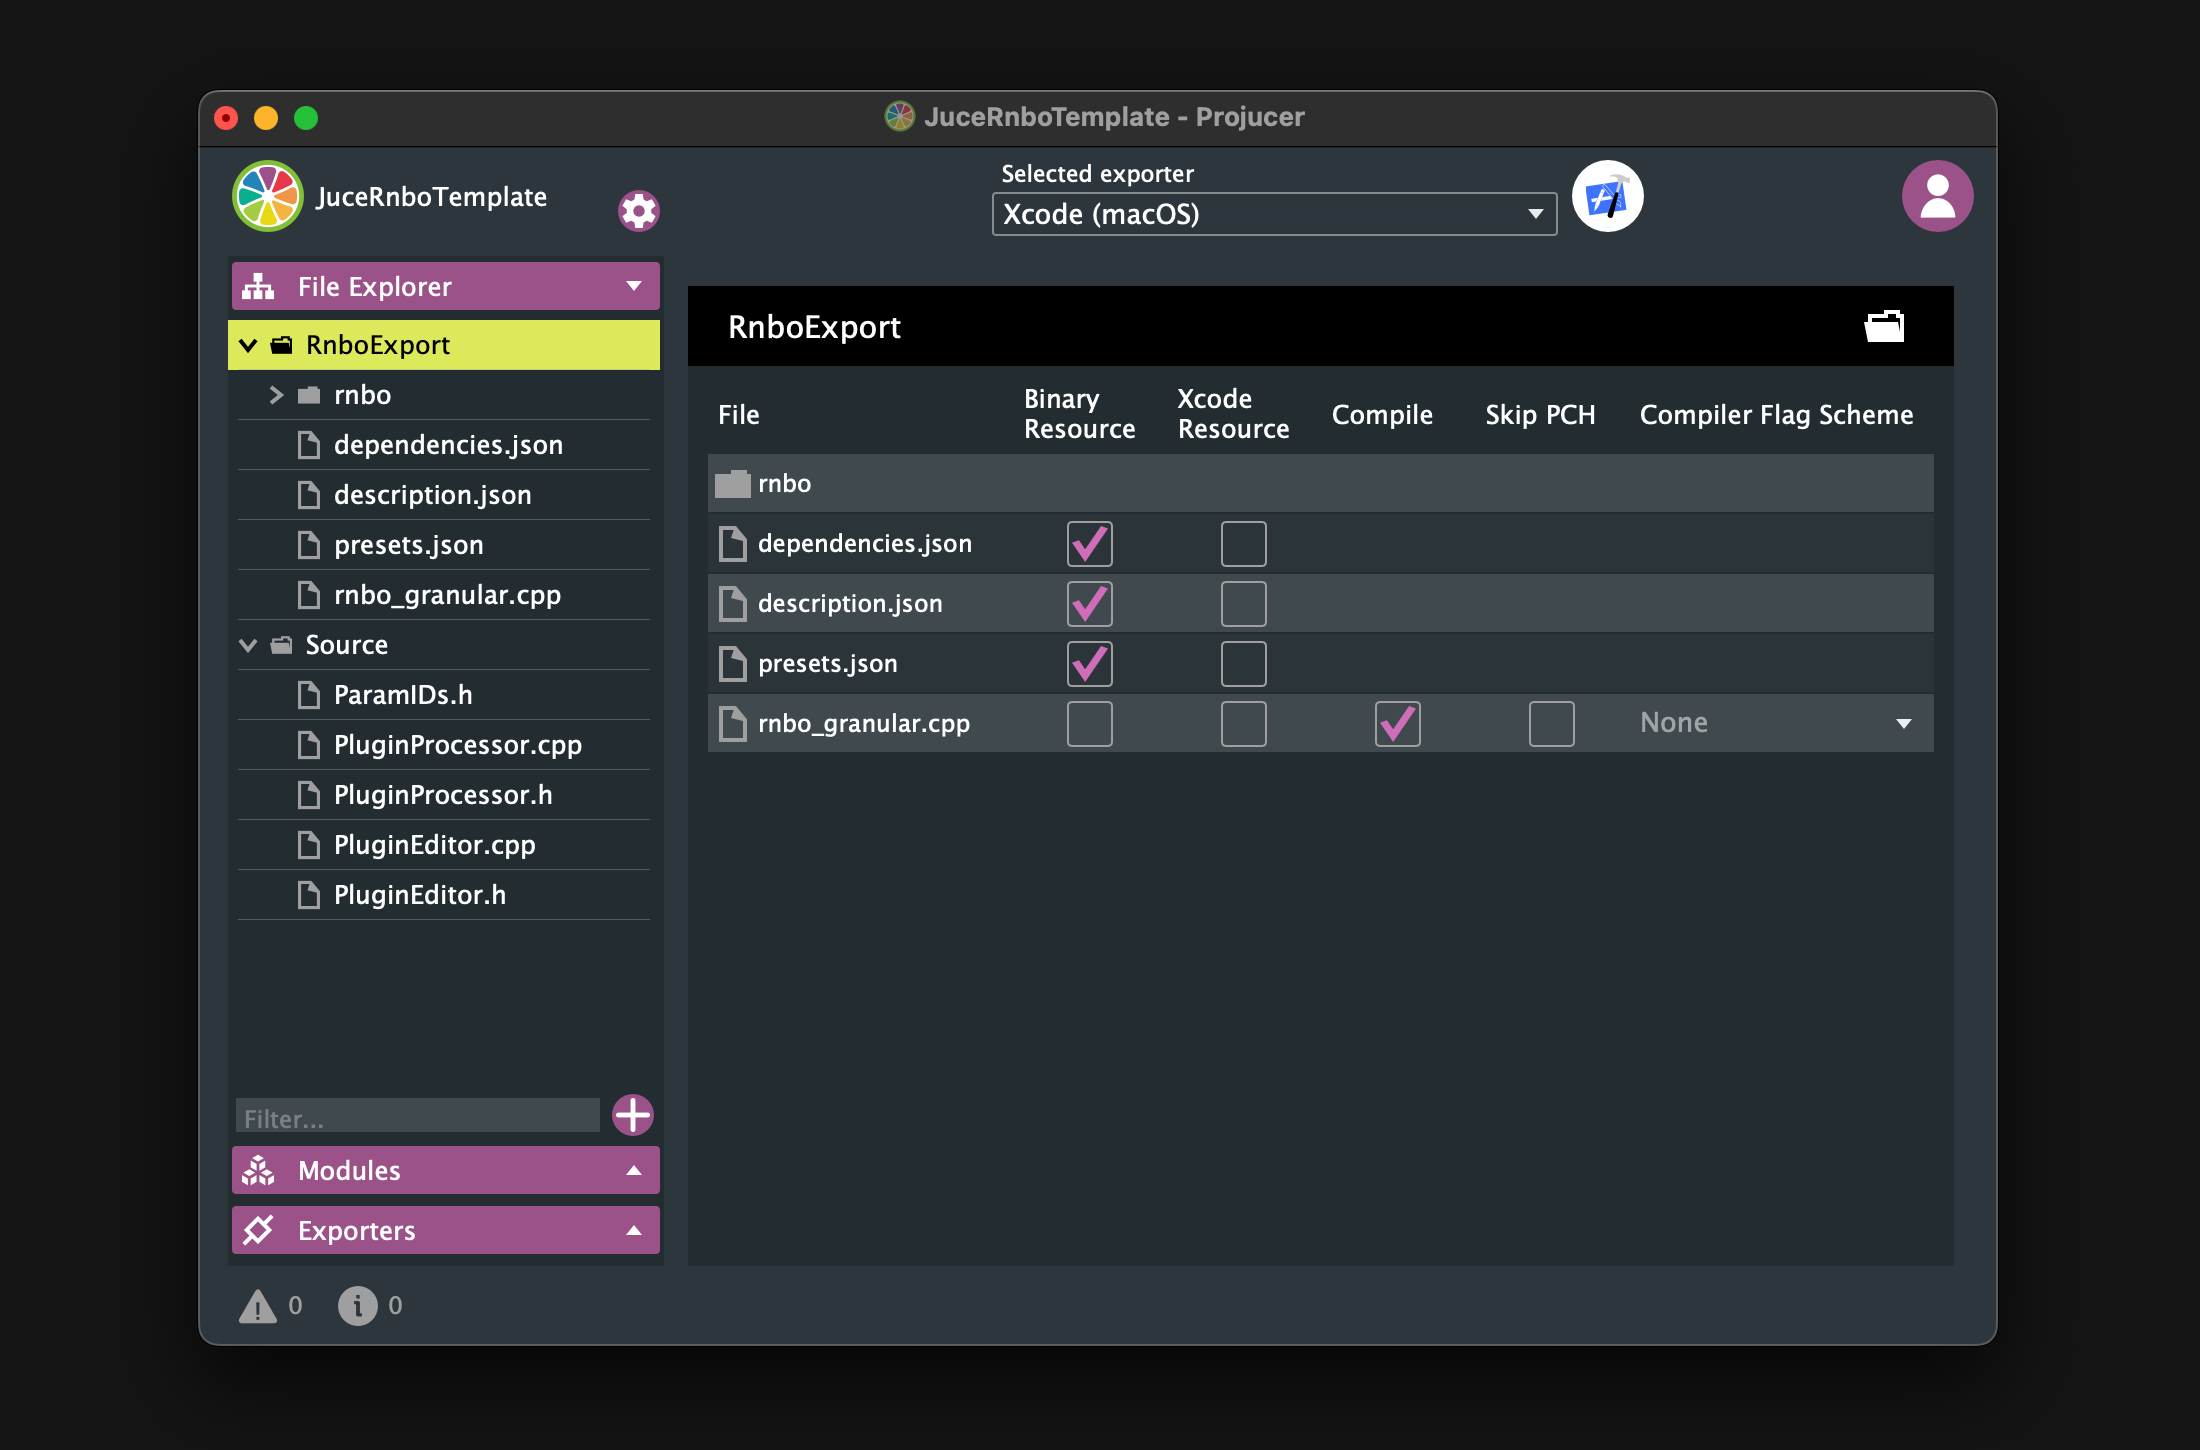 JuceRnboTemplate - Projucer
JuceRnboTemplate
Selected exporter
Xcode (macOS)
File Explorer
RnboExport
rnbo
dependencies.json
description.json
presets.json
rnbo_granular.cpp
Source
ParamIDs.h
PluginProcessor.cpp
PluginProcessor.h
PluginEditor.cpp
PluginEditor.h
Filter...
Modules
Exporters
0
0
RnboExport
File
Binary Resource
Xcode Resource
Compile
Skip PCH
Compiler Flag Scheme
rnbo
dependencies.json
description.json
presets.json
rnbo_granular.cpp
None